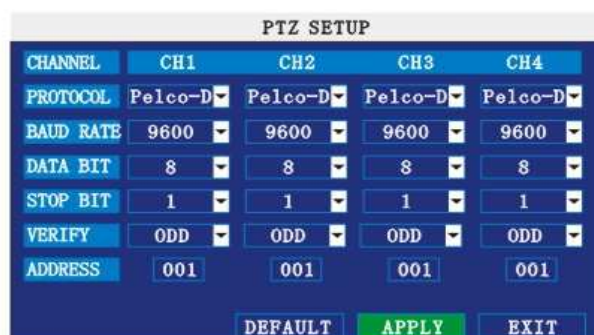 PTZ SETUP
CHANNEL CH1 CH2 CH3 CH4
PROTOCOL Pelco-D Pelco-D Pelco-D Pelco-D
BAUD RATE 9600 9600 9600 9600
DATA BIT 8 8 8 8
STOP BIT 1 1 1 1
VERIFY ODD ODD ODD ODD
ADDRESS 001 001 001 001
DEFAULT APPLY EXIT